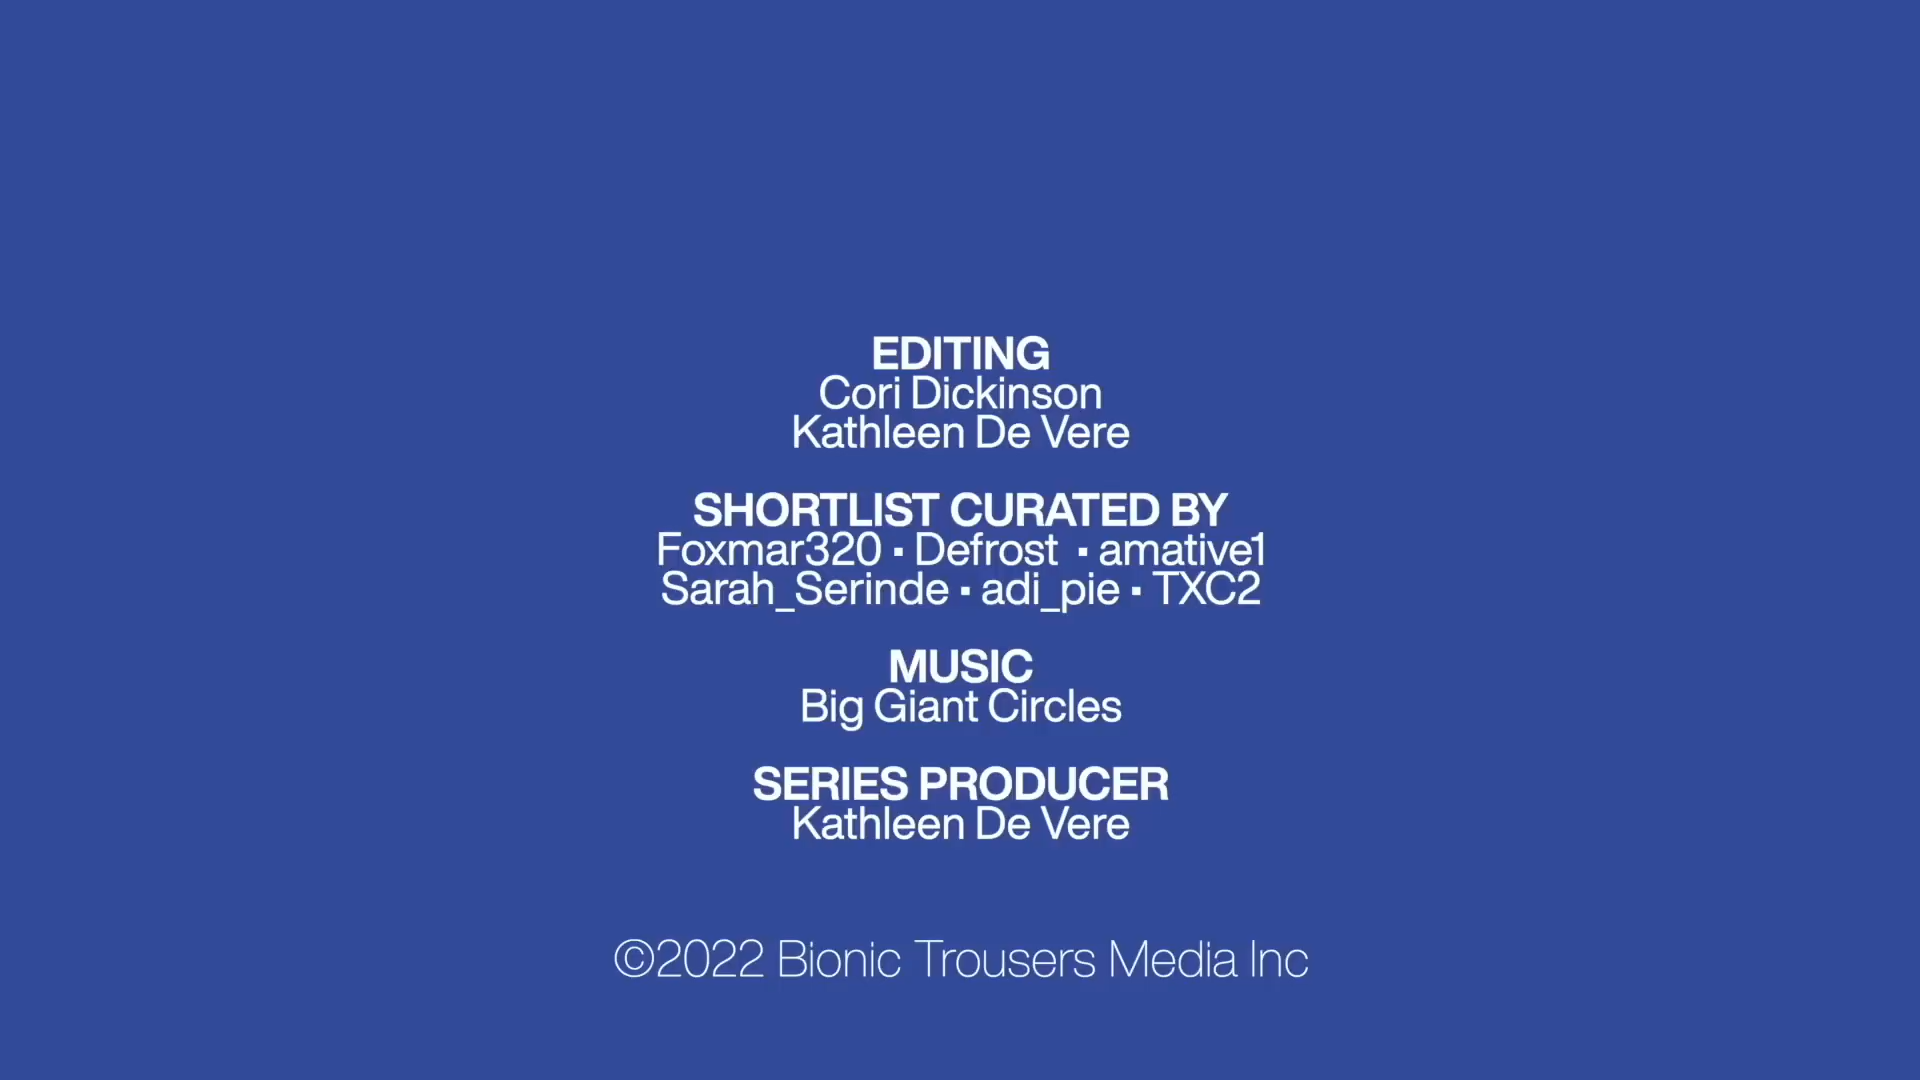 EDITING
Cori Dickinson
Kathleen De Vere
SHORTLIST CURATED BY
Foxmar320 ▪ Defrost ▪ amative1
Sarah_Serinde ▪ adi_pie ▪ TXC2
MUSIC
Big Giant Circles
SERIES PRODUCER
Kathleen De Vere
©2022 Bionic Trousers Media Inc